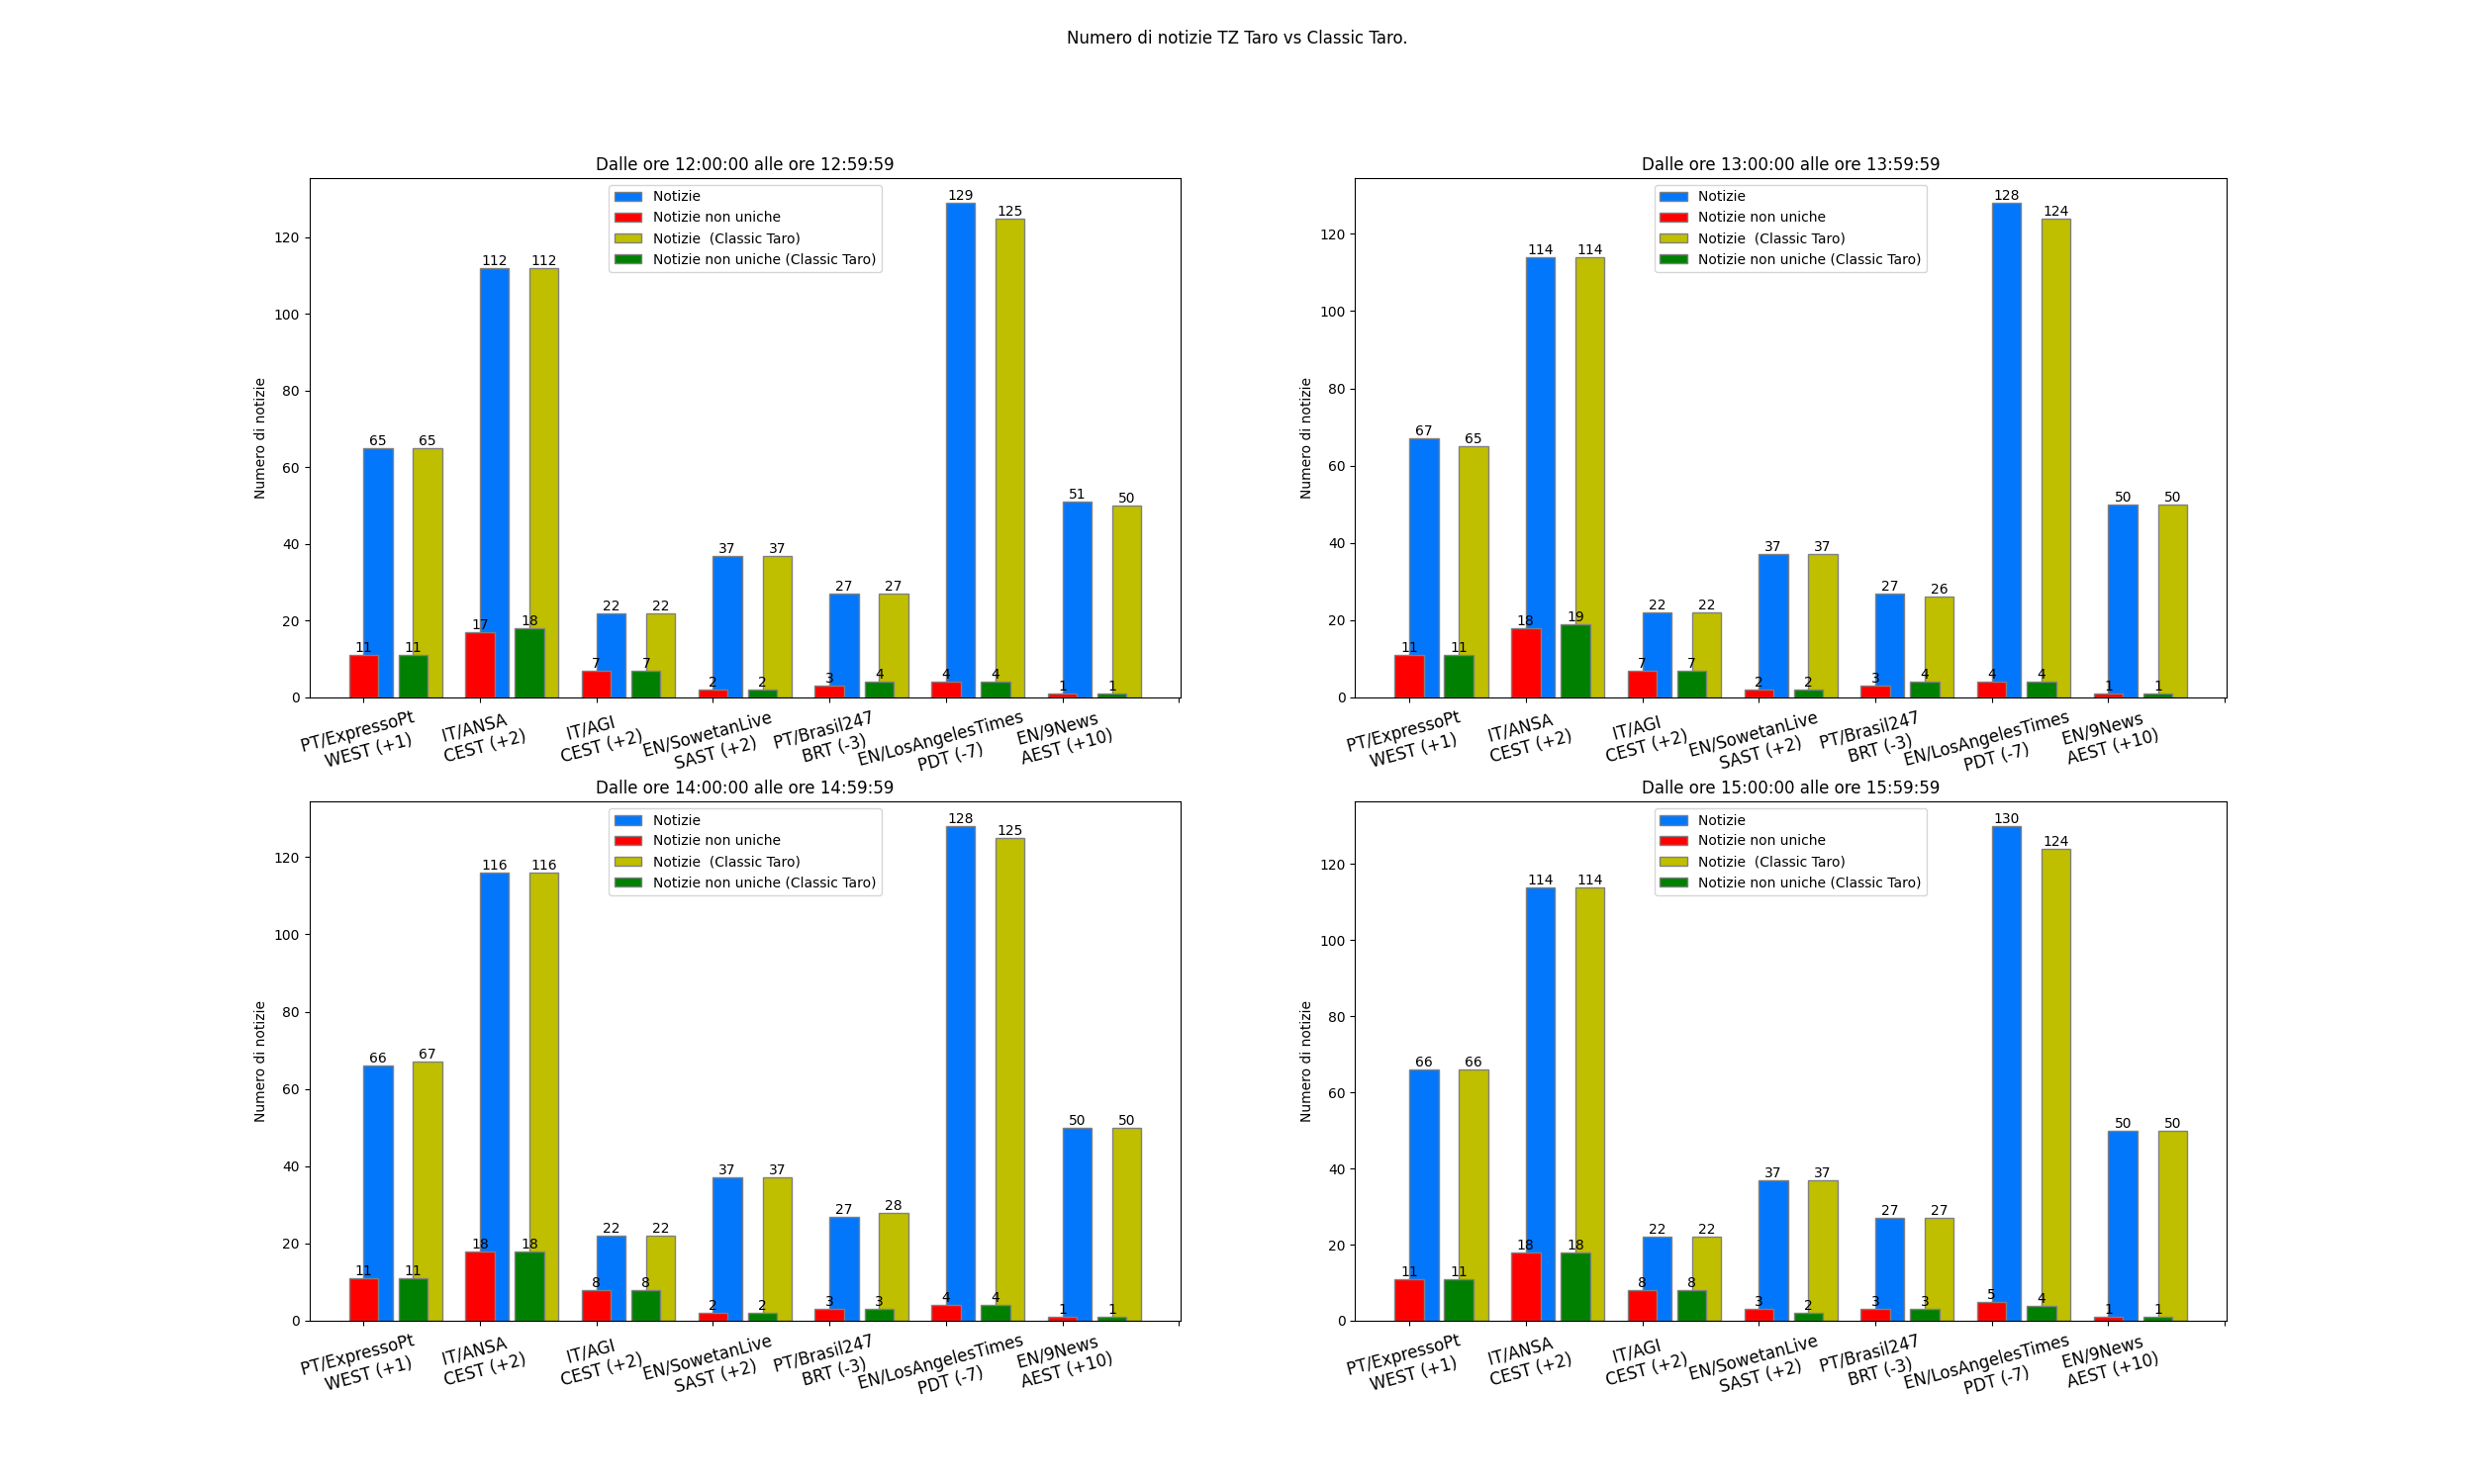 Numero di notizie TZ Taro vs Classic Taro.
Dalle ore 12:00:00 alle ore 12:59:59
Numero di notizie
120
100
80
60
40
20
0
Notizie
Notizie non uniche
Notizie  (Classic Taro)
Notizie non uniche (Classic Taro)
65 65 112 112 22 22 37 37 27 27 129 125 51 50
11 11 17 18 7 7 2 2 3 4 4 4 1 1
PT/ExpressoPt
WEST (+1)
IT/ANSA
CEST (+2)
IT/AGI
CEST (+2)
EN/SowetanLive
SAST (+2)
PT/Brasil247
BRT (-3)
EN/LosAngelesTimes
PDT (-7)
EN/9News
AEST (+10)
Dalle ore 13:00:00 alle ore 13:59:59
Numero di notizie
120
100
80
60
40
20
0
Notizie
Notizie non uniche
Notizie  (Classic Taro)
Notizie non uniche (Classic Taro)
67 65 114 114 22 22 37 37 27 26 128 124 50 50
11 11 18 19 7 7 2 2 3 4 4 4 1 1
PT/ExpressoPt
WEST (+1)
IT/ANSA
CEST (+2)
IT/AGI
CEST (+2)
EN/SowetanLive
SAST (+2)
PT/Brasil247
BRT (-3)
EN/LosAngelesTimes
PDT (-7)
EN/9News
AEST (+10)
Dalle ore 14:00:00 alle ore 14:59:59
Numero di notizie
120
100
80
60
40
20
0
Notizie
Notizie non uniche
Notizie  (Classic Taro)
Notizie non uniche (Classic Taro)
66 67 116 116 22 22 37 37 27 28 128 125 50 50
11 11 18 18 8 8 2 2 3 3 4 4 1 1
PT/ExpressoPt
WEST (+1)
IT/ANSA
CEST (+2)
IT/AGI
CEST (+2)
EN/SowetanLive
SAST (+2)
PT/Brasil247
BRT (-3)
EN/LosAngelesTimes
PDT (-7)
EN/9News
AEST (+10)
Dalle ore 15:00:00 alle ore 15:59:59
Numero di notizie
120
100
80
60
40
20
0
Notizie
Notizie non uniche
Notizie  (Classic Taro)
Notizie non uniche (Classic Taro)
66 66 114 114 22 22 37 37 27 27 130 124 50 50
11 11 18 18 8 8 3 2 3 3 5 4 1 1
PT/ExpressoPt
WEST (+1)
IT/ANSA
CEST (+2)
IT/AGI
CEST (+2)
EN/SowetanLive
SAST (+2)
PT/Brasil247
BRT (-3)
EN/LosAngelesTimes
PDT (-7)
EN/9News
AEST (+10)